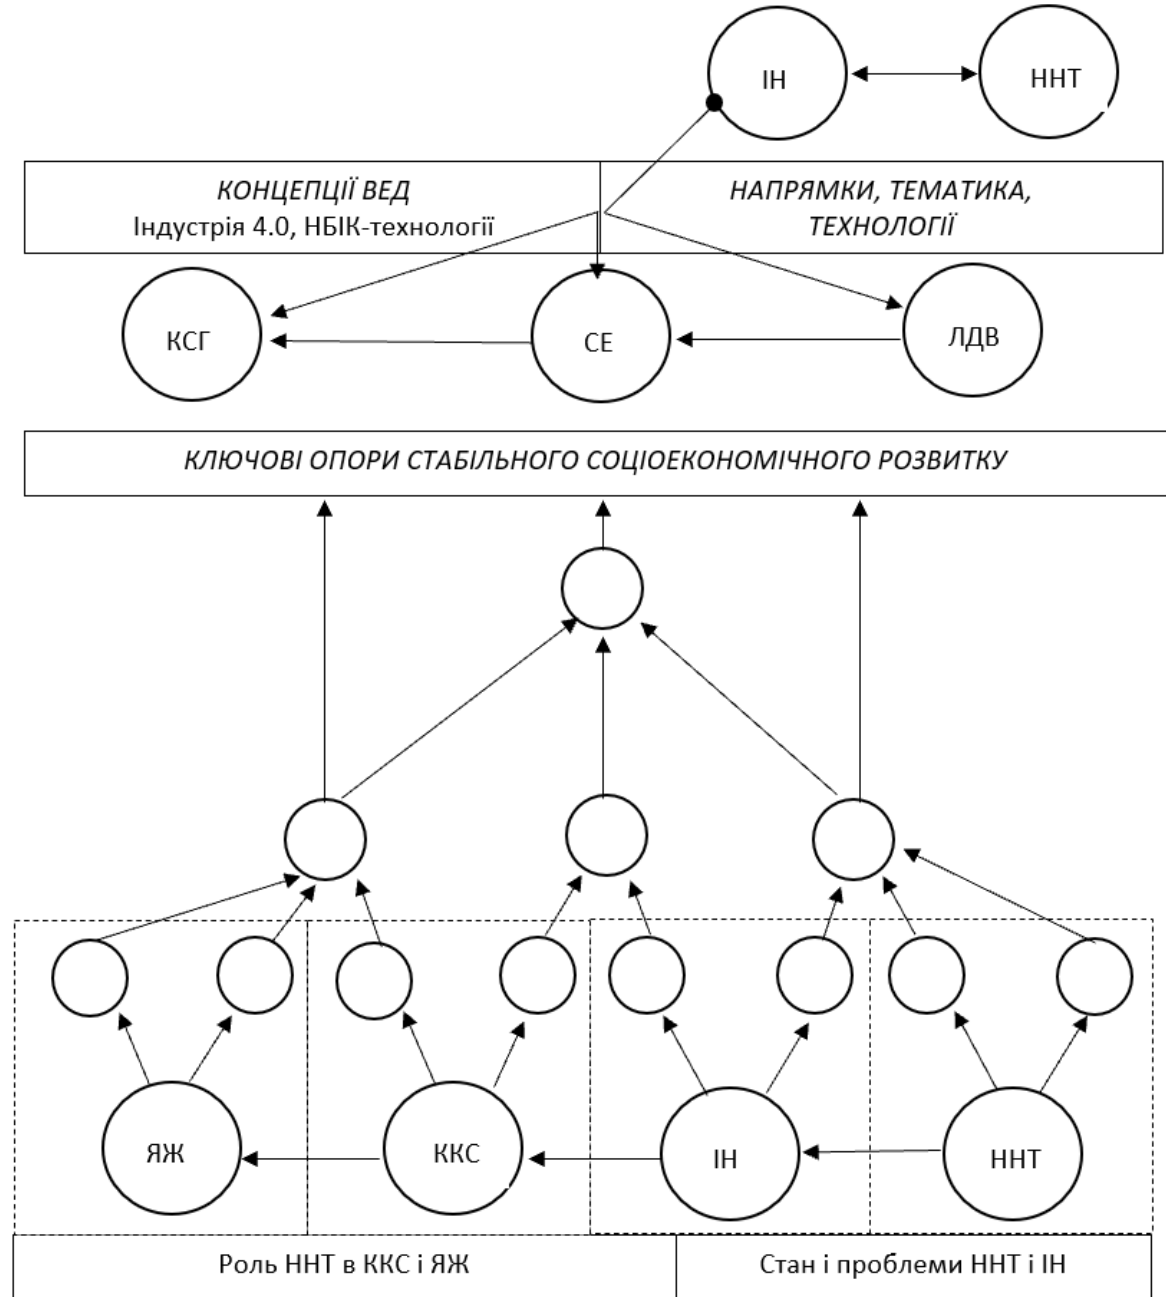 ІН
ННТ
КОНЦЕПЦІЇ ВЕД
Індустрія 4.0, НБІК-технології
НАПРЯМКИ, ТЕМАТИКА,
ТЕХНОЛОГІЇ
КСГ
СЕ
ЛДВ
КЛЮЧОВІ ОПОРИ СТАБІЛЬНОГО СОЦІОЕКОНОМІЧНОГО РОЗВИТКУ
ЯЖ
ККС
ІН
ННТ
Роль ННТ в ККС і ЯЖ
Стан і проблеми ННТ і ІН